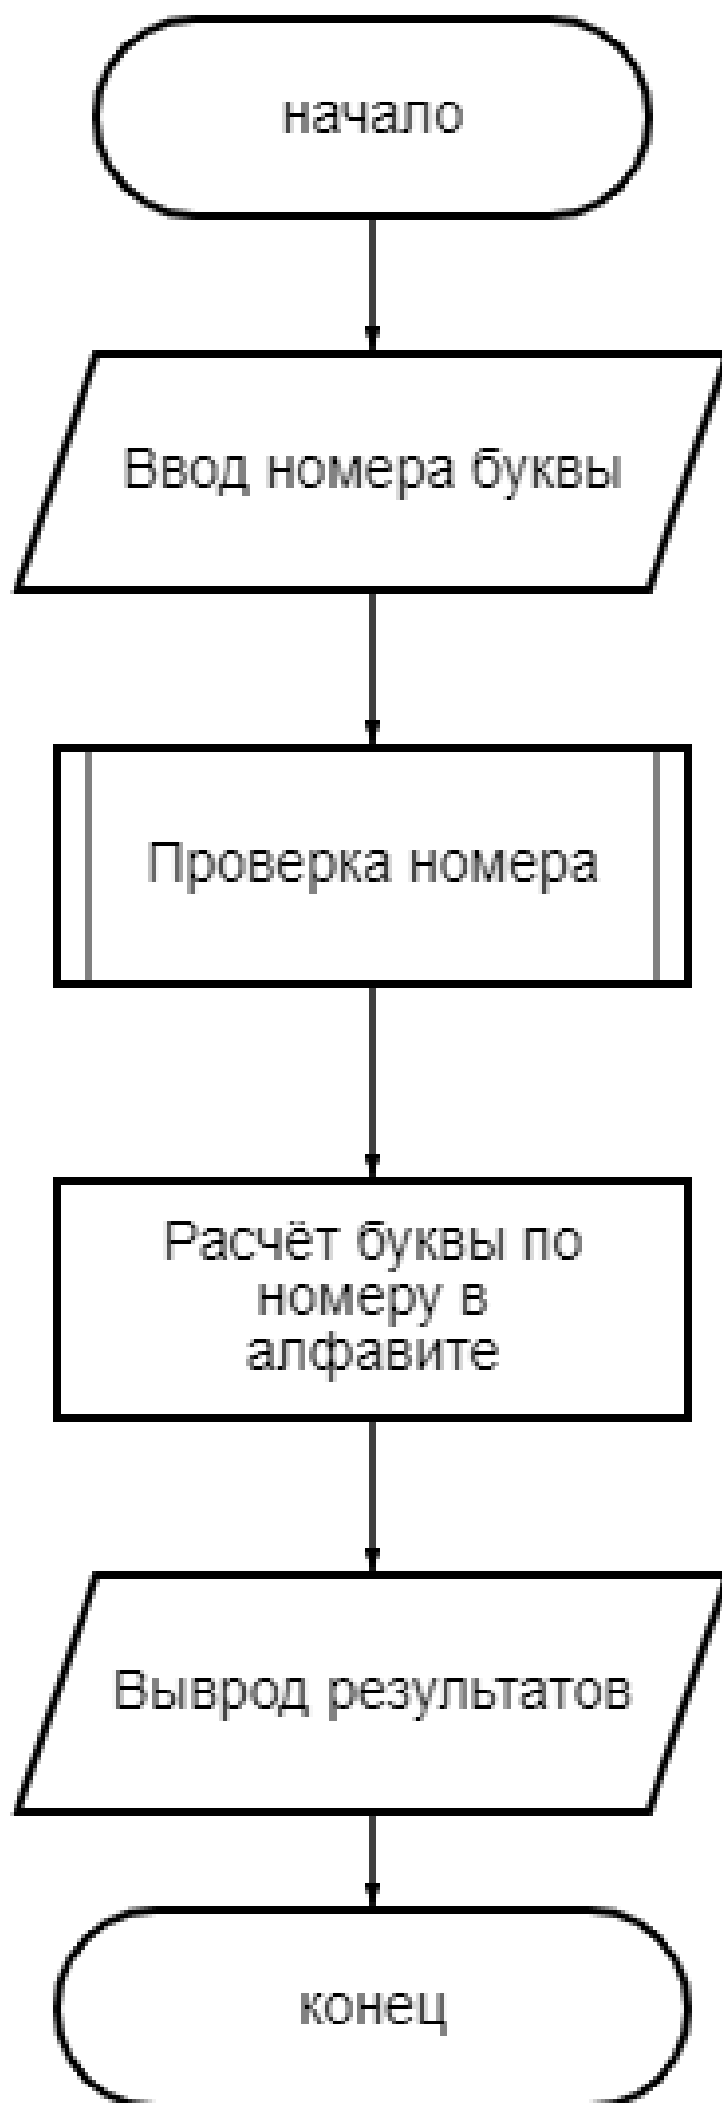 начало
Ввод номера буквы
Проверка номера
Расчёт буквы по
номеру в
алфавите
Выврод результатов
конец